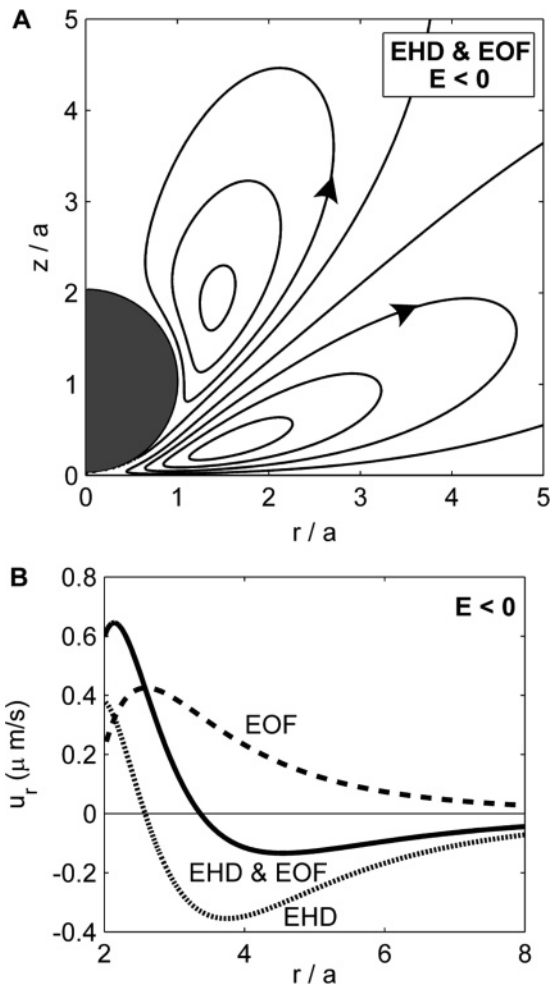 A
EHD & EOF
E < 0
5
4
3
2
1
0
z / a
0 1 2 3 4 5
r / a
B
E < 0
0.8
0.6
0.4
0.2
0
-0.2
-0.4
u_r (μ m/s)
EOF
EHD & EOF
EHD
2 4 6 8
r / a